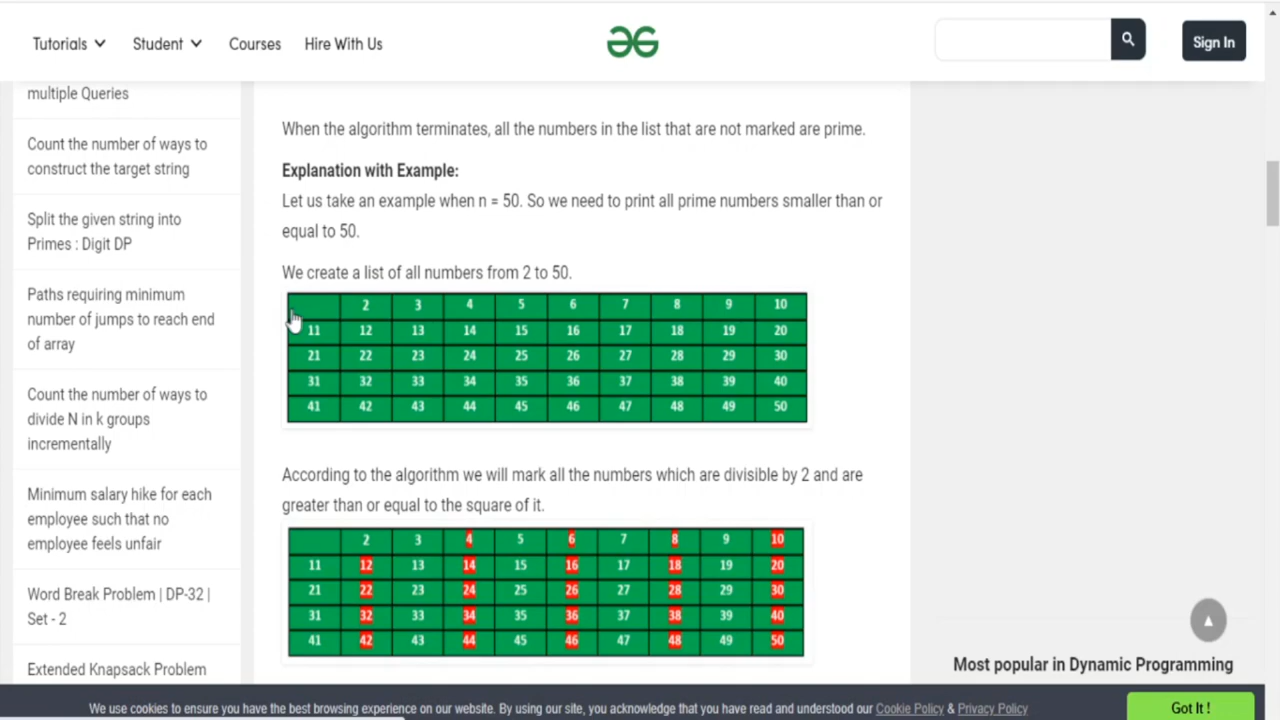 Tutorials Student Courses Hire With Us Sign In
multiple Queries
Count the number of ways to
construct the target string
Split the given string into
Primes : Digit DP
Paths requiring minimum
number of jumps to reach end
of array
Count the number of ways to
divide N in k groups
incrementally
Minimum salary hike for each
employee such that no
employee feels unfair
Word Break Problem | DP-32 |
Set - 2
Extended Knapsack Problem
When the algorithm terminates, all the numbers in the list that are not marked are prime.
Explanation with Example:
Let us take an example when n = 50. So we need to print all prime numbers smaller than or
equal to 50.
We create a list of all numbers from 2 to 50.
2 3 4 5 6 7 8 9 10
11 12 13 14 15 16 17 18 19 20
21 22 23 24 25 26 27 28 29 30
31 32 33 34 35 36 37 38 39 40
41 42 43 44 45 46 47 48 49 50
According to the algorithm we will mark all the numbers which are divisible by 2 and are
greater than or equal to the square of it.
2 3 4 5 6 7 8 9 10
11 12 13 14 15 16 17 18 19 20
21 22 23 24 25 26 27 28 29 30
31 32 33 34 35 36 37 38 39 40
41 42 43 44 45 46 47 48 49 50
Most popular in Dynamic Programming
We use cookies to ensure you have the best browsing experience on our website. By using our site, you acknowledge that you have read and understood our Cookie Policy & Privacy Policy
Got It !